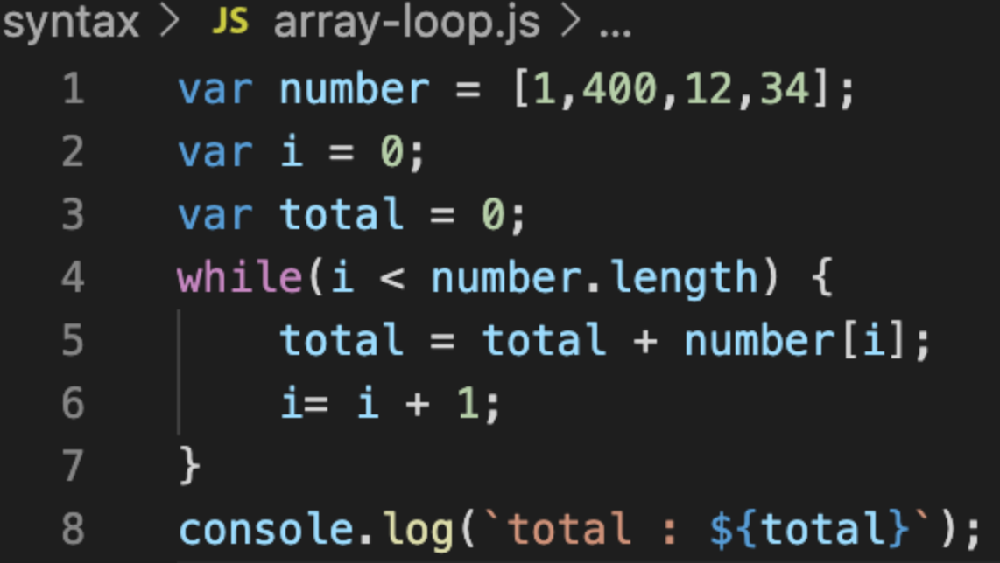 syntax > JS array-loop.js > ...
1 var number = [1,400,12,34];
2 var i = 0;
3 var total = 0;
4 while(i < number.length) {
5     total = total + number[i];
6     i= i + 1;
7 }
8 console.log(`total : ${total}`);